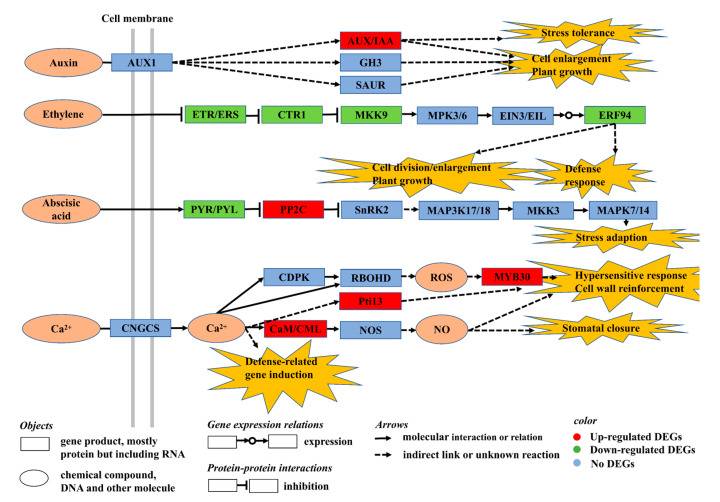 Cell membrane
Auxin
AUX1
AUX/IAA
GH3
SAUR
Stress tolerance
Cell enlargement
Plant growth
Ethylene
ETR/ERS
CTR1
MKK9
MPK3/6
EIN3/EIL
ERF94
Cell division/enlargement
Plant growth
Defense
response
Abscisic
acid
PYR/PYL
PP2C
SnRK2
MAP3K17/18
MKK3
MAPK7/14
Stress adaption
CDPK
RBOHD
ROS
MYB30
Hypersensitive response
Cell wall reinforcement
Pti13
Ca²⁺
CNGCS
Ca²⁺
CaM/CML
NOS
NO
Stomatal closure
Defense-related
gene induction
Objects
gene product, mostly
protein but including RNA
chemical compound,
DNA and other molecule
Gene expression relations
expression
Protein-protein interactions
inhibition
Arrows
molecular interaction or relation
indirect link or unknown reaction
color
Up-regulated DEGs
Down-regulated DEGs
No DEGs